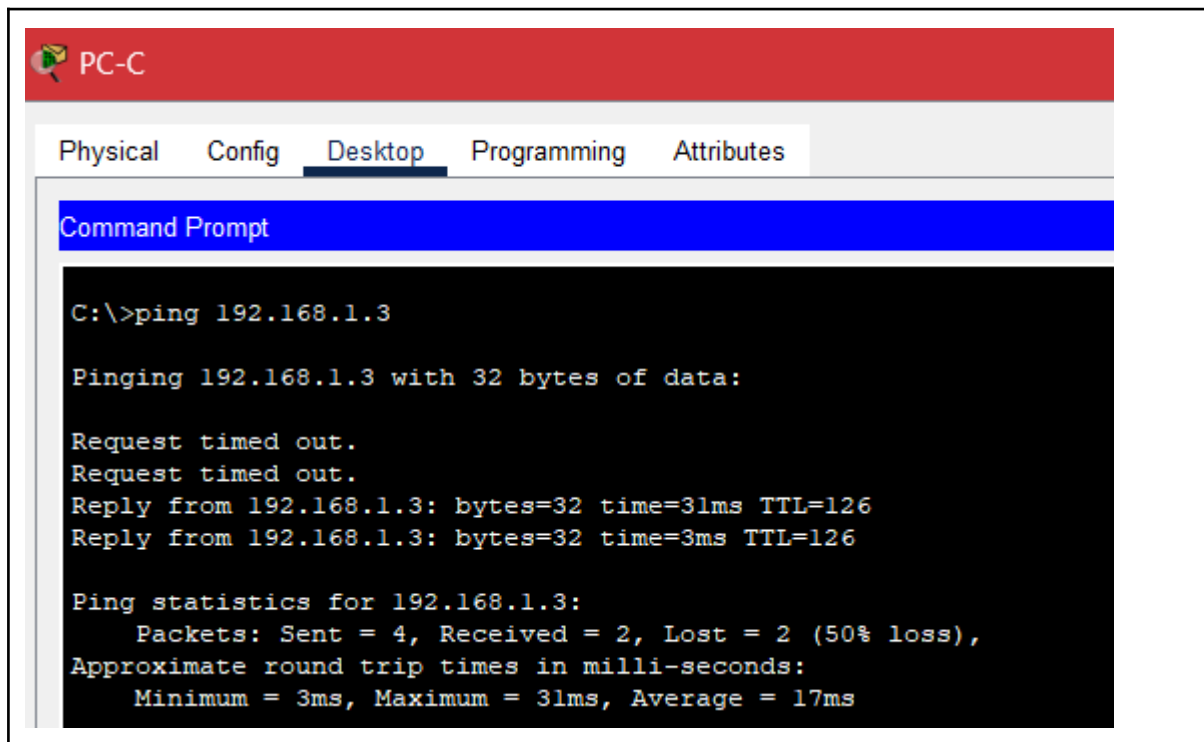 PC-C
Physical Config Desktop Programming Attributes
Command Prompt
C:\>ping 192.168.1.3
Pinging 192.168.1.3 with 32 bytes of data:
Request timed out.
Request timed out.
Reply from 192.168.1.3: bytes=32 time=31ms TTL=126
Reply from 192.168.1.3: bytes=32 time=3ms TTL=126
Ping statistics for 192.168.1.3:
Packets: Sent = 4, Received = 2, Lost = 2 (50% loss),
Approximate round trip times in milli-seconds:
Minimum = 3ms, Maximum = 31ms, Average = 17ms